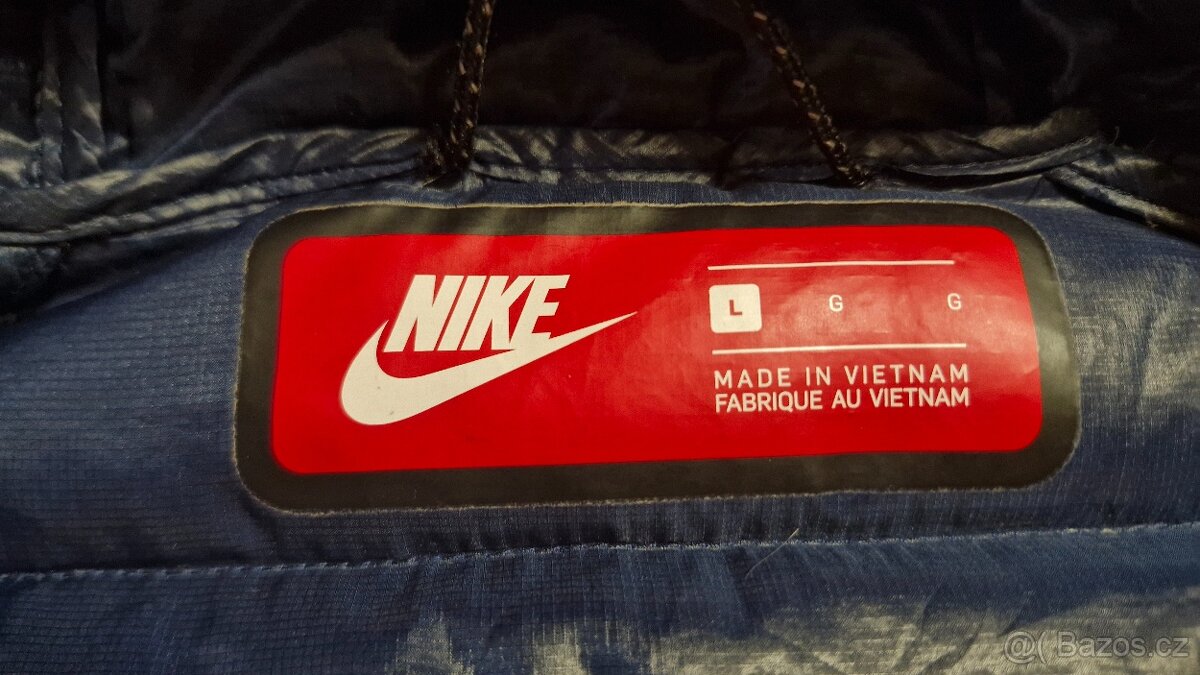 NIKE
L G G
MADE IN VIETNAM
FABRIQUE AU VIETNAM
@( Bazos.cz